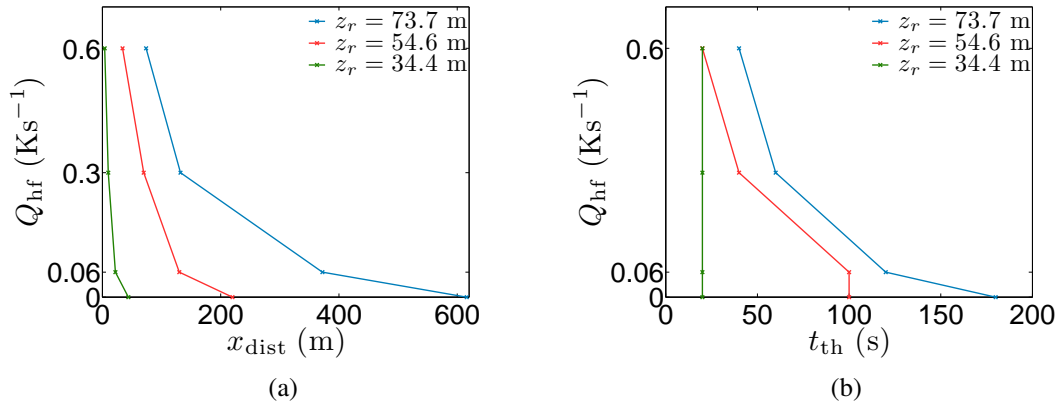 z_r = 73.7 m
z_r = 54.6 m
z_r = 34.4 m
0.6
0.3
0.06
0
Q_hf (Ks⁻¹)
0 200 400 600
x_dist (m)
(a)
z_r = 73.7 m
z_r = 54.6 m
z_r = 34.4 m
0.6
0.3
0.06
0
Q_hf (Ks⁻¹)
0 50 100 150 200
t_th (s)
(b)